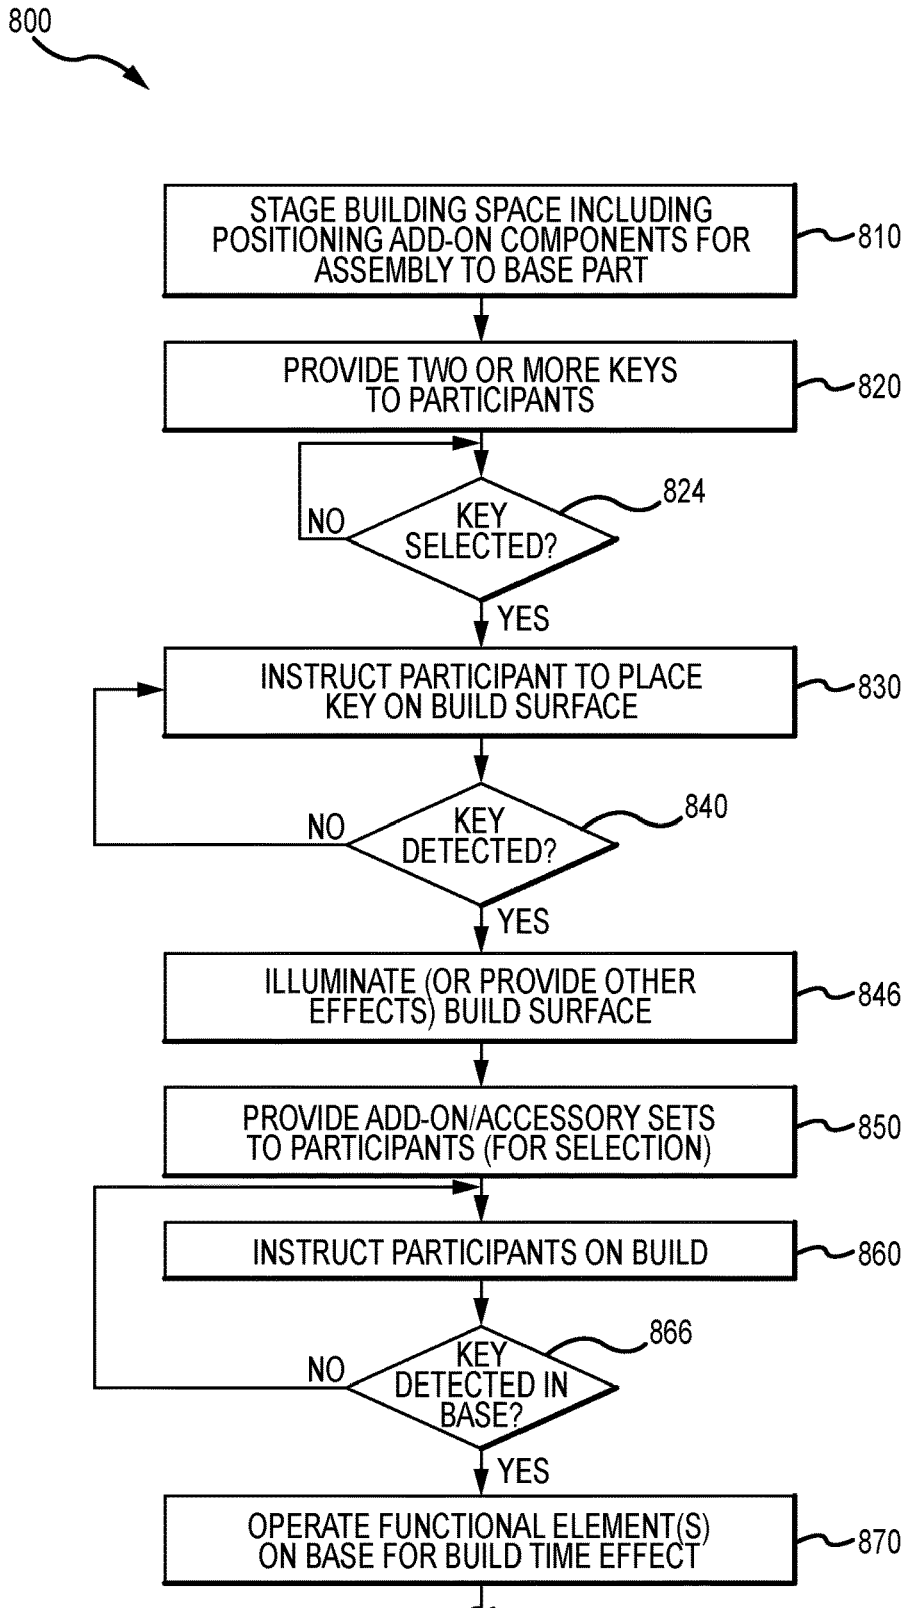 800
STAGE BUILDING SPACE INCLUDING
POSITIONING ADD-ON COMPONENTS FOR
ASSEMBLY TO BASE PART
810
PROVIDE TWO OR MORE KEYS
TO PARTICIPANTS
820
KEY
SELECTED?
824
NO
YES
INSTRUCT PARTICIPANT TO PLACE
KEY ON BUILD SURFACE
830
KEY
DETECTED?
840
NO
YES
ILLUMINATE (OR PROVIDE OTHER
EFFECTS) BUILD SURFACE
846
PROVIDE ADD-ON/ACCESSORY SETS
TO PARTICIPANTS (FOR SELECTION)
850
INSTRUCT PARTICIPANTS ON BUILD
860
KEY
DETECTED IN
BASE?
866
NO
YES
OPERATE FUNCTIONAL ELEMENT(S)
ON BASE FOR BUILD TIME EFFECT
870